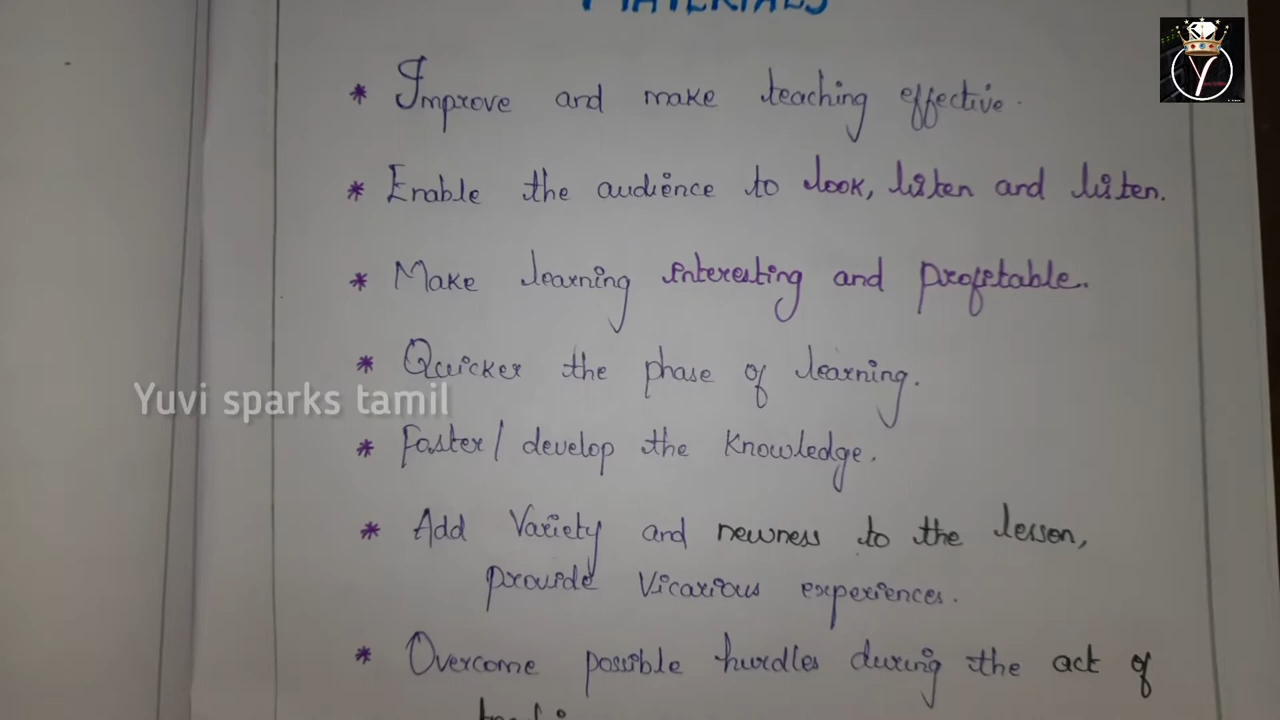 MATERIALS
* Improve and make teaching effective.
* Enable the audience to look, listen and listen.
* Make learning interesting and profitable.
* Quicker the phase of learning.
Yuvi sparks tamil
* Foster/ develop the knowledge.
* Add Variety and newness to the lesson,
provide Vicarious experiences.
* Overcome possible hurdles during the act of
Y